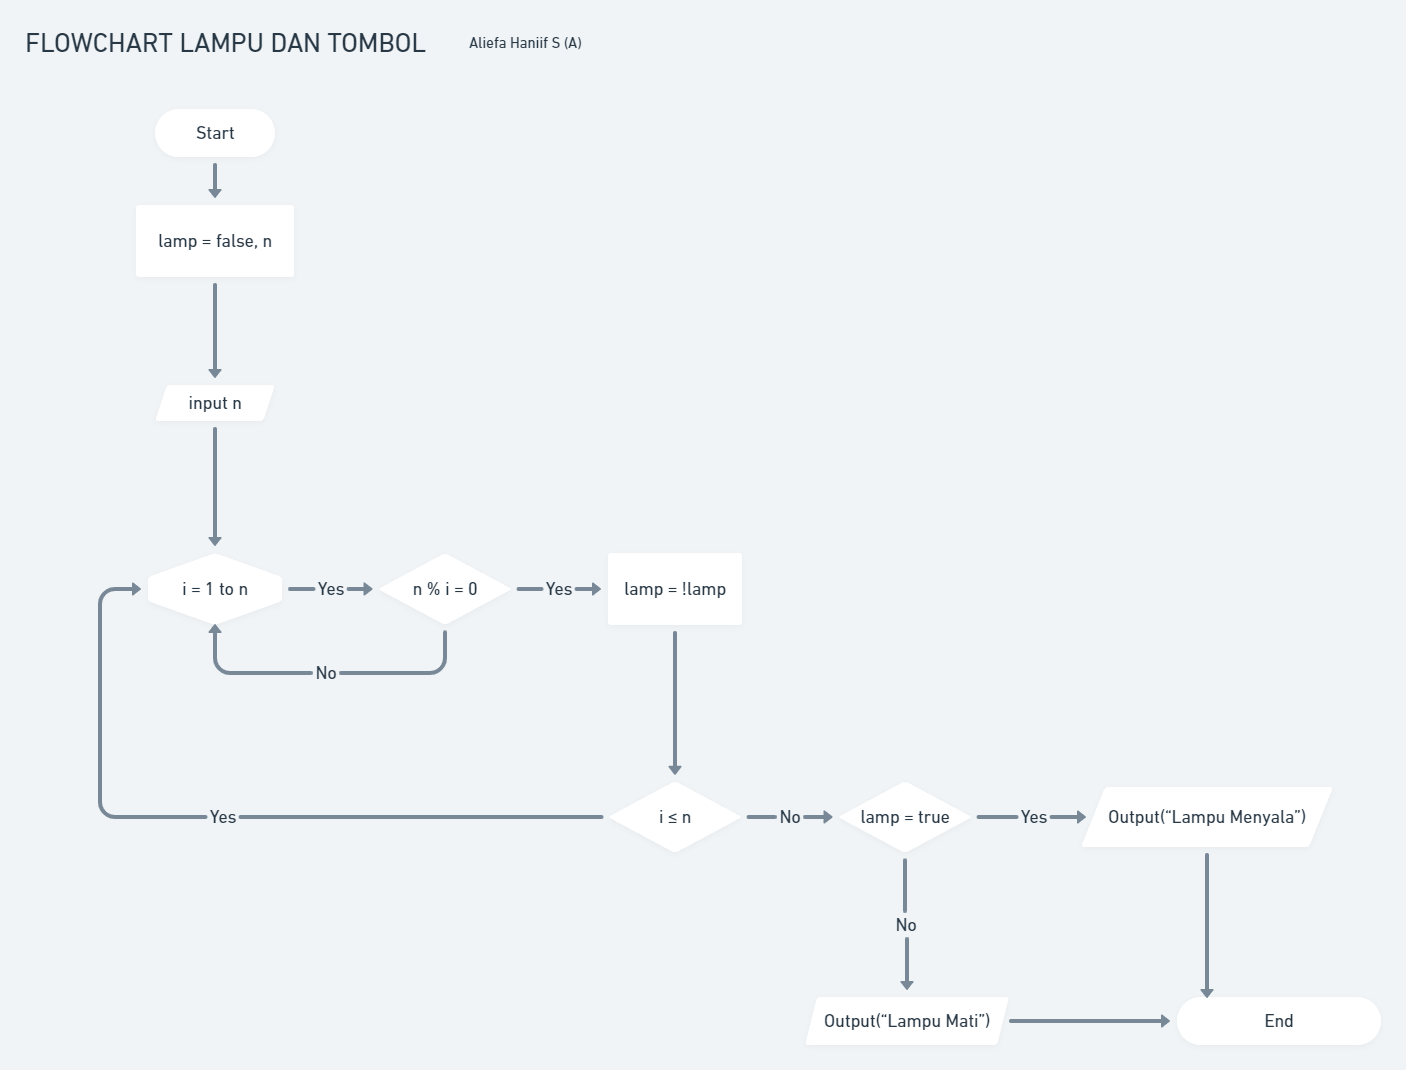 FLOWCHART LAMPU DAN TOMBOL
Aliefa Haniif S (A)
Start
lamp = false, n
input n
i = 1 to n
Yes
n % i = 0
Yes
lamp = !lamp
No
Yes
i ≤ n
No
lamp = true
Yes
Output(“Lampu Menyala”)
No
Output(“Lampu Mati”)
End